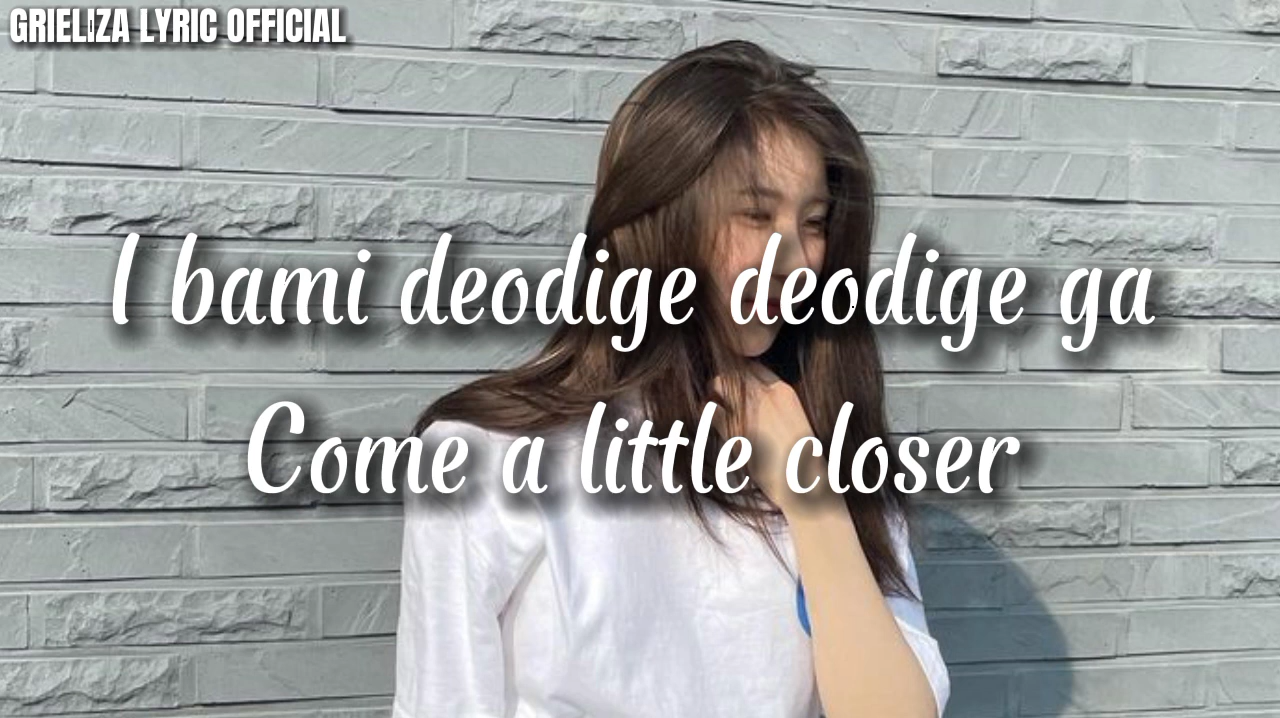 GRIELIZA LYRIC OFFICIAL
I bami deodige deodige ga
Come a little closer